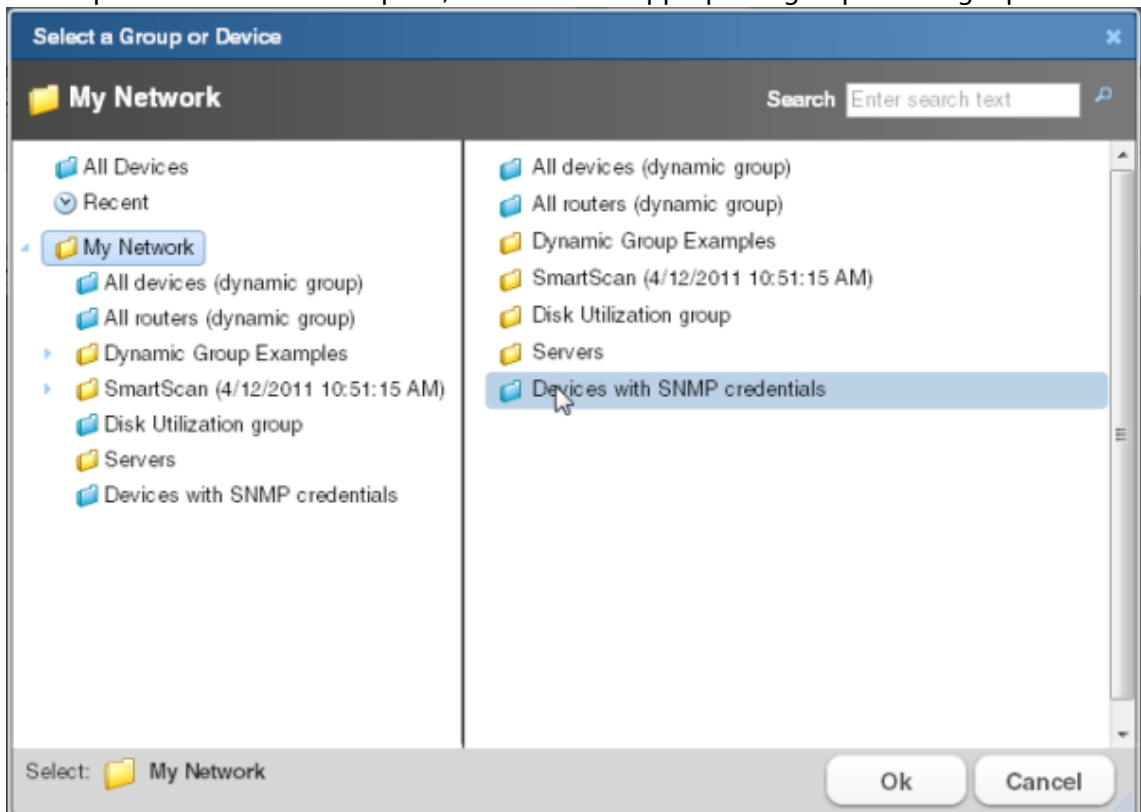 Select a Group or Device
My Network
Search Enter search text
All Devices
Recent
My Network
All devices (dynamic group)
All routers (dynamic group)
Dynamic Group Examples
SmartScan (4/12/2011 10:51:15 AM)
Disk Utilization group
Servers
Devices with SNMP credentials
All devices (dynamic group)
All routers (dynamic group)
Dynamic Group Examples
SmartScan (4/12/2011 10:51:15 AM)
Disk Utilization group
Servers
Devices with SNMP credentials
Select: My Network
Ok Cancel